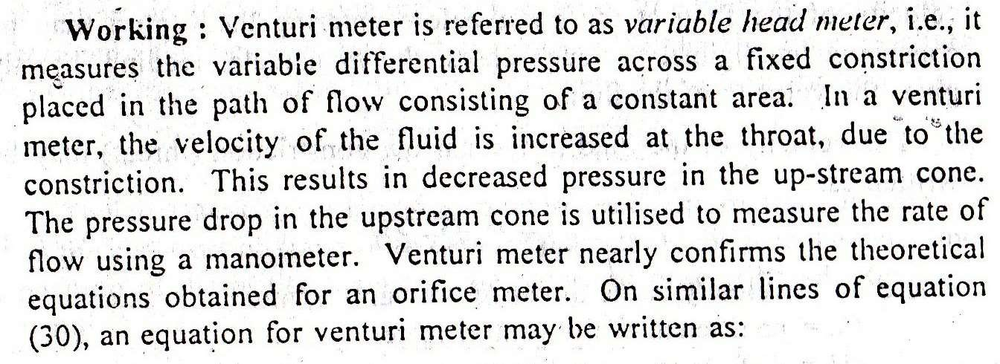 Working : Venturi meter is referred to as variable head meter, i.e., it
measures the variable differential pressure across a fixed constriction
placed in the path of flow consisting of a constant area. In a venturi
meter, the velocity of the fluid is increased at the throat, due to the
constriction. This results in decreased pressure in the up-stream cone.
The pressure drop in the upstream cone is utilised to measure the rate of
flow using a manometer. Venturi meter nearly confirms the theoretical
equations obtained for an orifice meter. On similar lines of equation
(30), an equation for venturi meter may be written as: